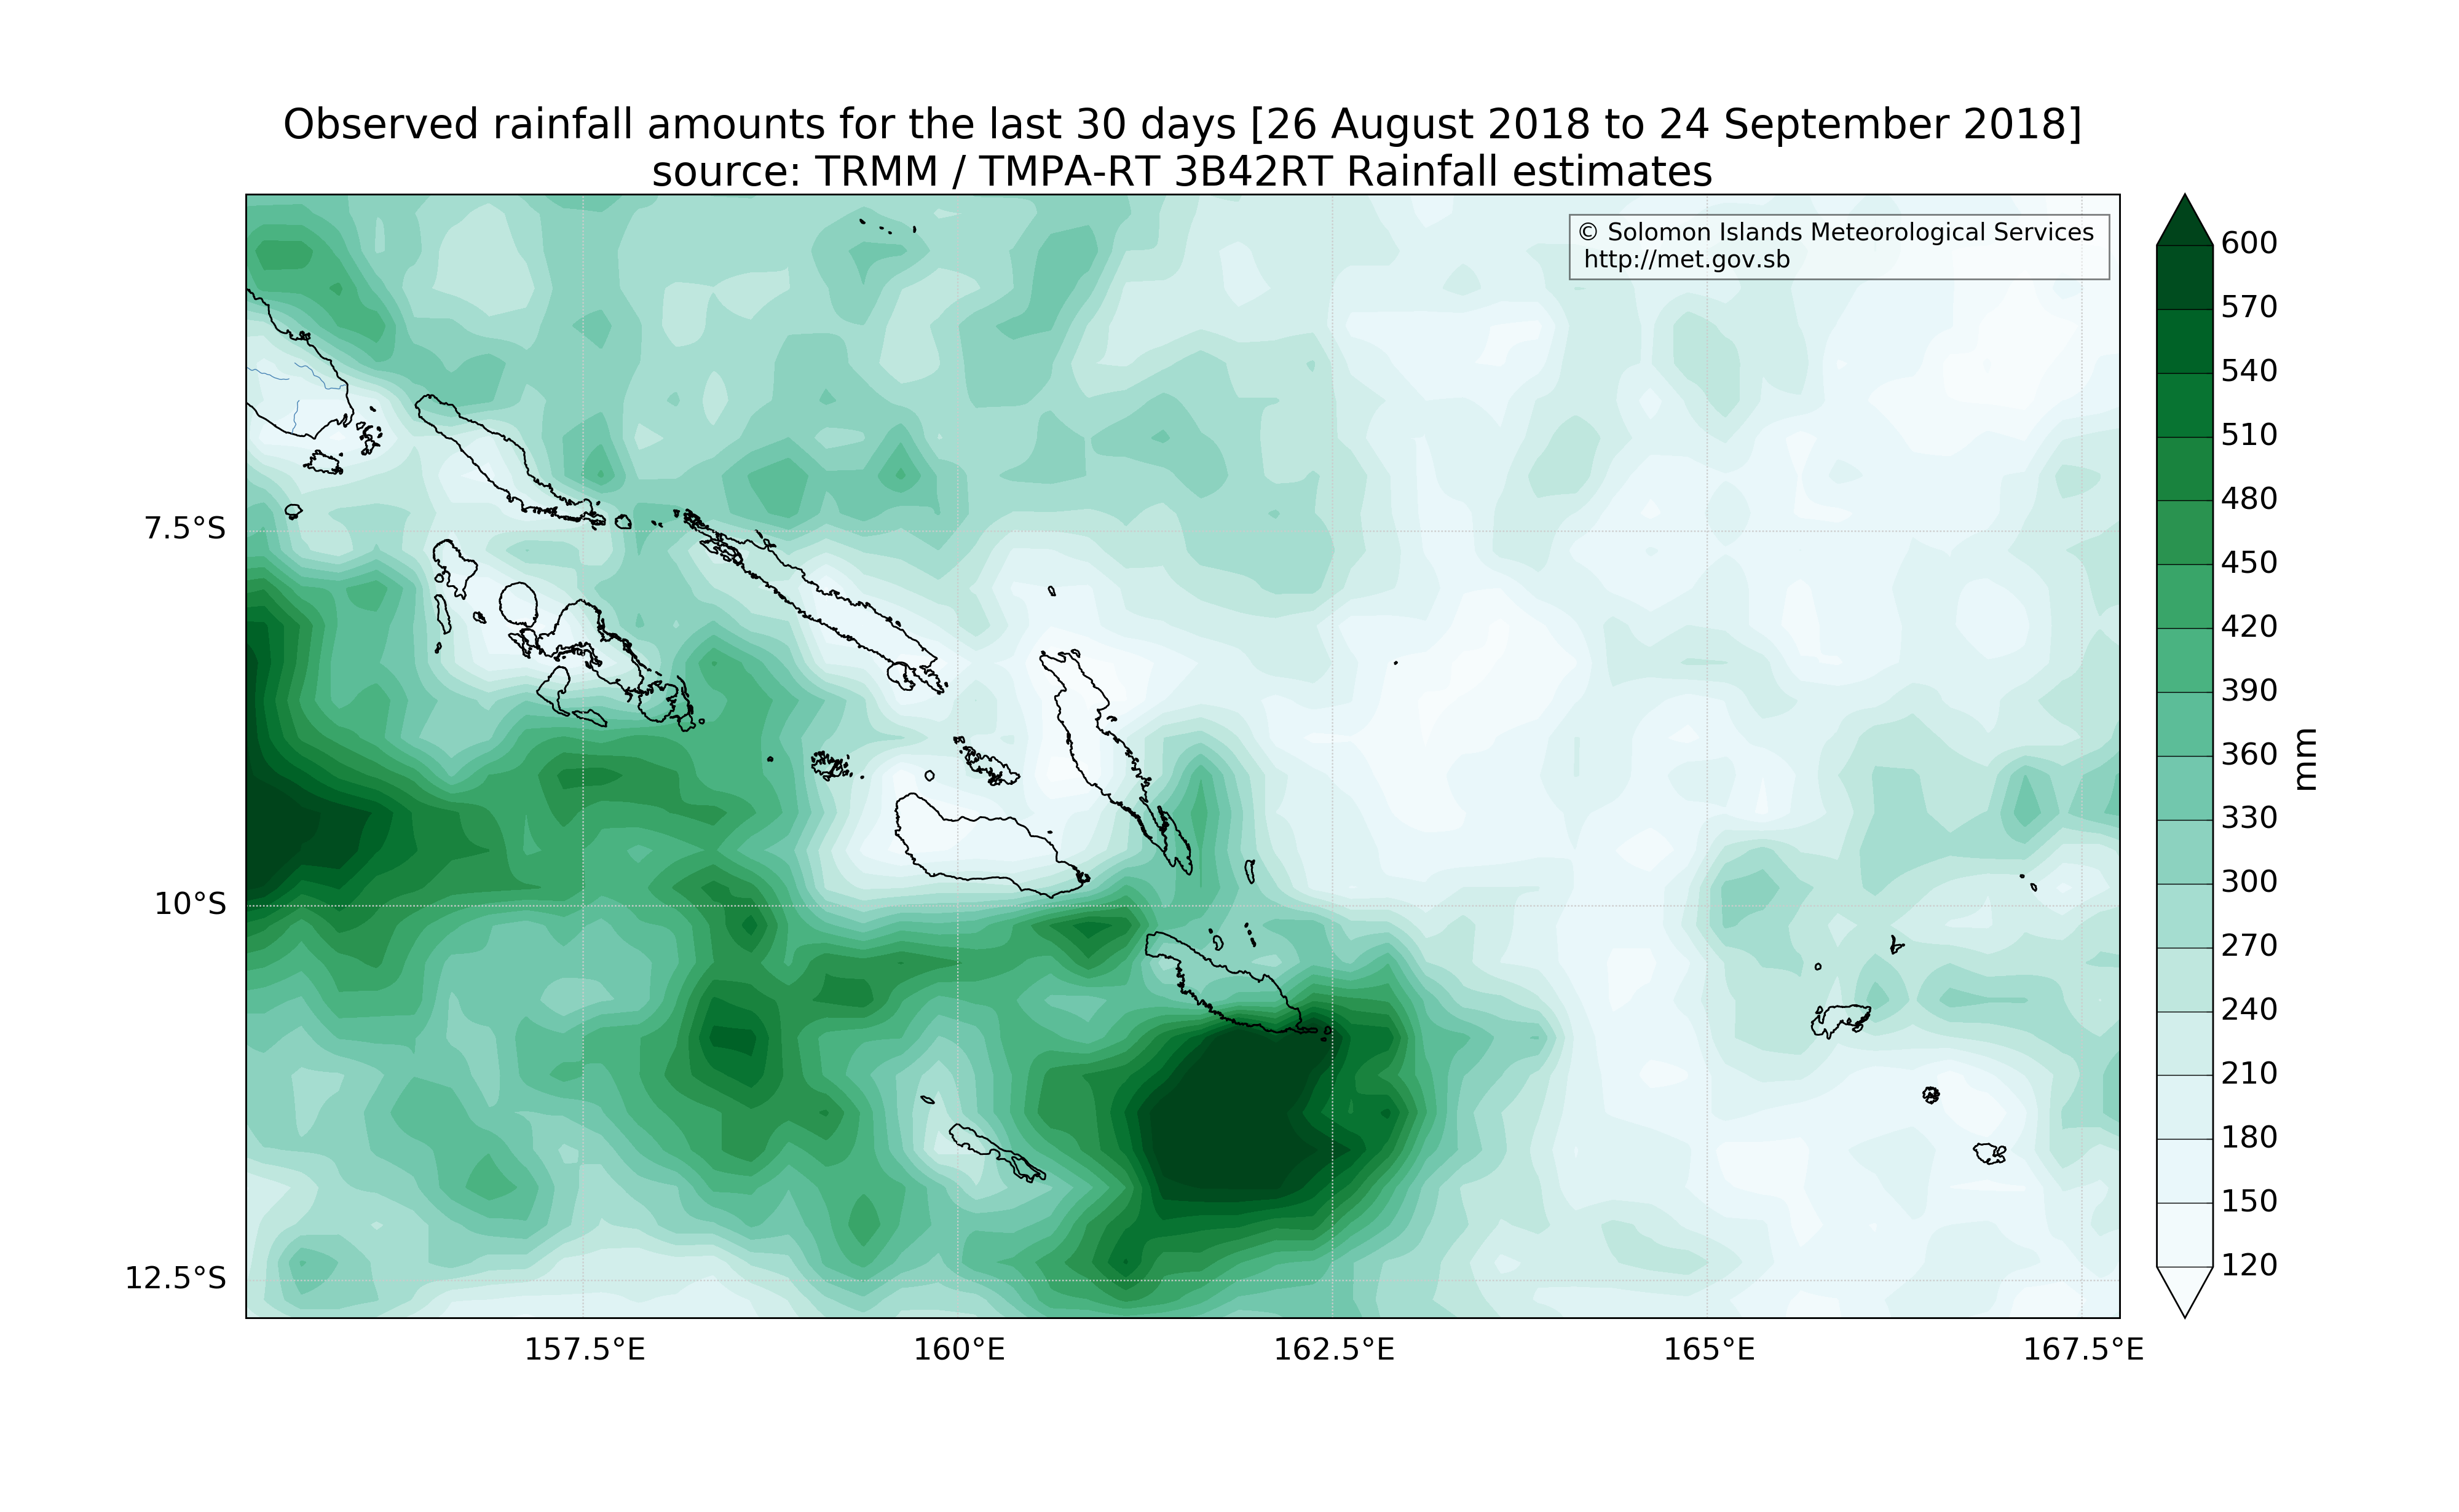 Observed rainfall amounts for the last 30 days [26 August 2018 to 24 September 2018]
source: TRMM / TMPA-RT 3B42RT Rainfall estimates
© Solomon Islands Meteorological Services
http://met.gov.sb
7.5°S
10°S
12.5°S
157.5°E
160°E
162.5°E
165°E
167.5°E
600
570
540
510
480
450
420
390
360
330
300
270
240
210
180
150
120
mm